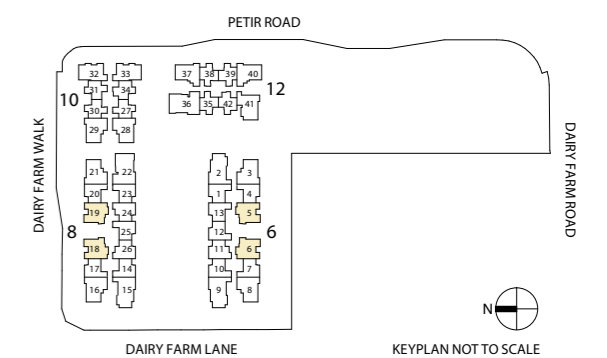 PETIR ROAD
32 33 37 38 39 40
10 31 34 12
30 27 36 35 42 41
29 28
DAIRY FARM WALK
DAIRY FARM ROAD
21 22 2 3
20 23 1 4
19 24 13 5
8 25 12 6
18 26 11 6
17 14 10 7
16 15 9 8
N
DAIRY FARM LANE KEYPLAN NOT TO SCALE